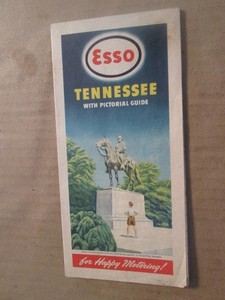 Esso
TENNESSEE
WITH PICTORIAL GUIDE
for Happy Motoring!